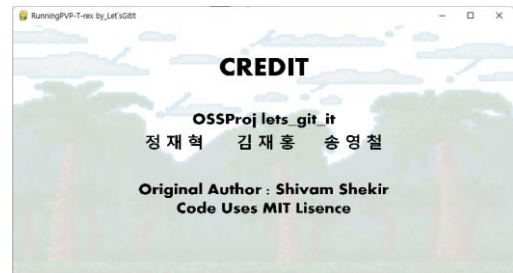 RunningPVP-T-rex by_Let'sGitit
CREDIT
OSSProj lets_git_it
정재혁 김재홍 송영철
Original Author : Shivam Shekir
Code Uses MIT Lisence